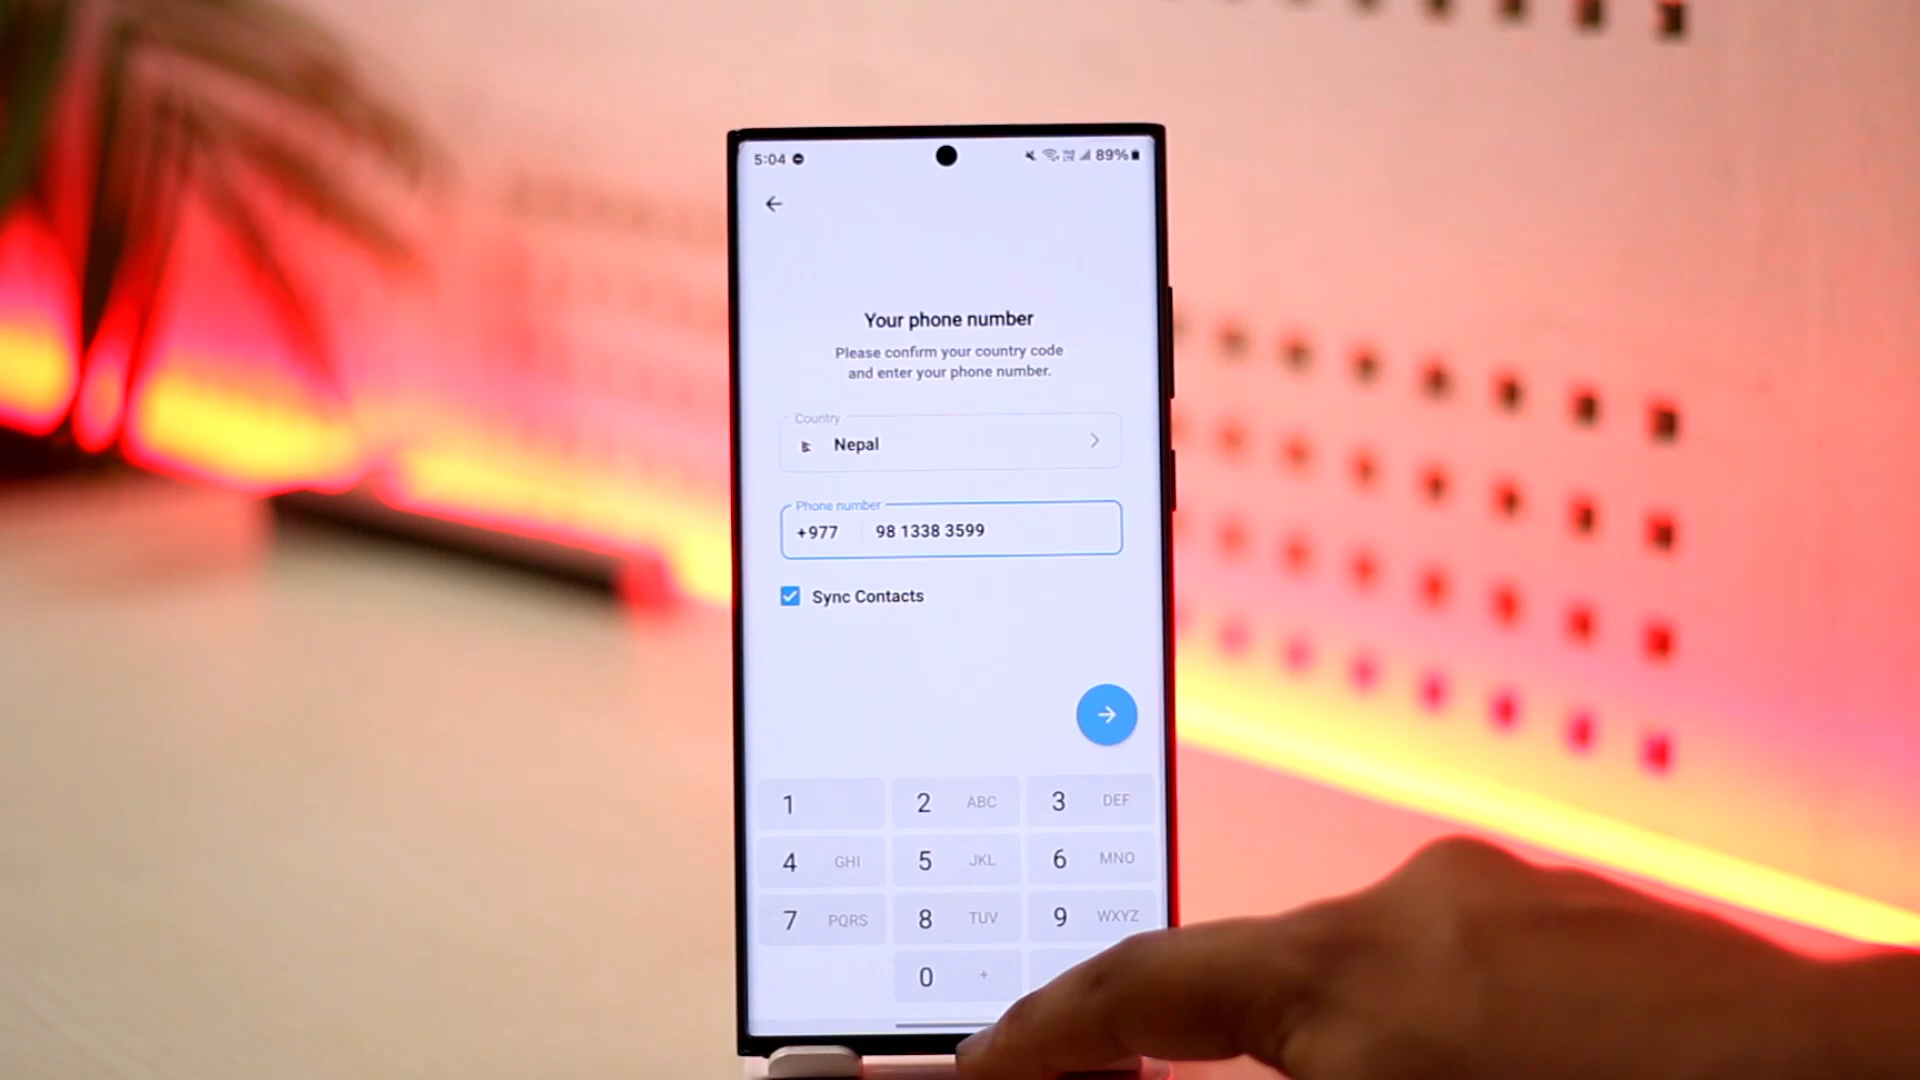 5:04
89%
Your phone number
Please confirm your country code
and enter your phone number.
Country
Nepal
Phone number
+977 98 1338 3599
Sync Contacts
1
2 ABC
3 DEF
4 GHI
5 JKL
6 MNO
7 PQRS
8 TUV
9 WXYZ
0 +